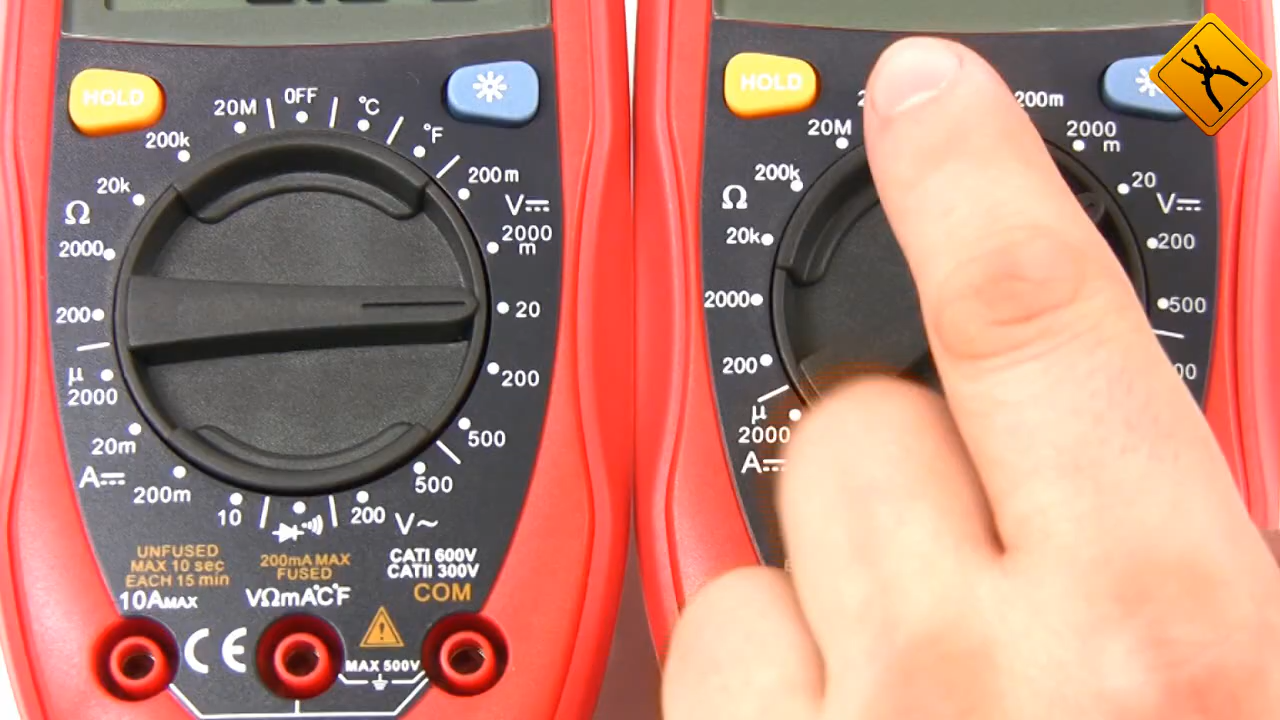 HOLD
OFF
20M
°C
°F
200k
200m
20k
Ω
V
2000
2000
m
200
20
μ
2000
200
20m
500
A
200m
500
10
200
V~
UNFUSED
MAX 10 sec
EACH 15 min
10AMAX
200mA MAX
FUSED
VΩmA°C°F
CATI 600V
CATII 300V
COM
CE
MAX 500V
HOLD
200m
20M
2000
m
200k
20
Ω
V
20k
200
2000
500
200
μ
2000
A